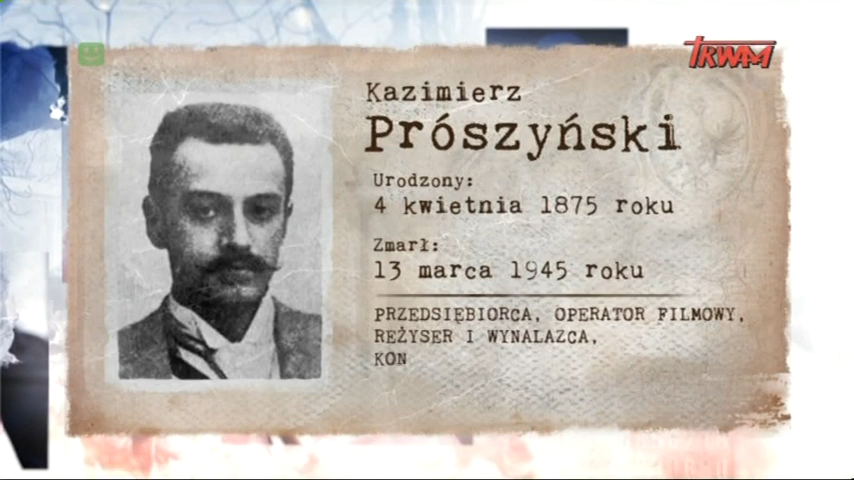 TRWAM
Kazimierz
Prószyński
Urodzony:
4 kwietnia 1875 roku
Zmarł:
13 marca 1945 roku
PRZEDSIĘBIORCA, OPERATOR FILMOWY,
REŻYSER I WYNALAZCA,
KON